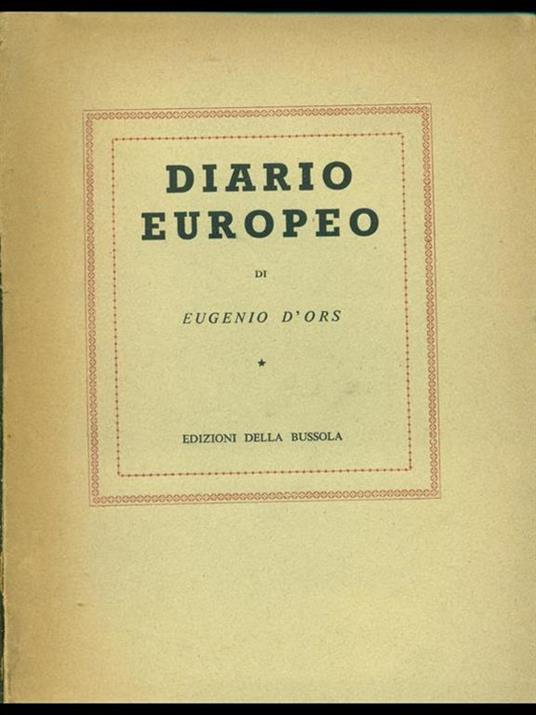 DIARIO
EUROPEO
DI
EUGENIO D'ORS
EDIZIONI DELLA BUSSOLA